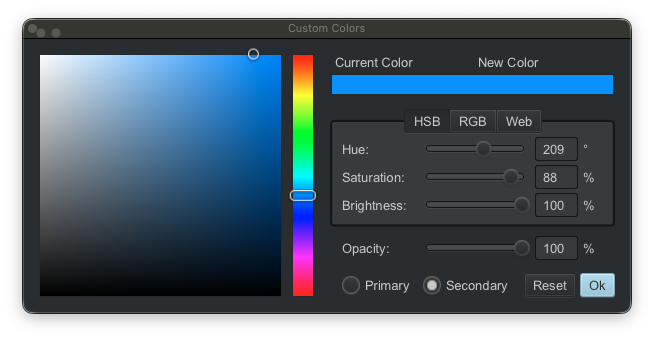 Custom Colors
Current Color New Color
HSB RGB Web
Hue: 209 °
Saturation: 88 %
Brightness: 100 %
Opacity: 100 %
Primary Secondary Reset Ok